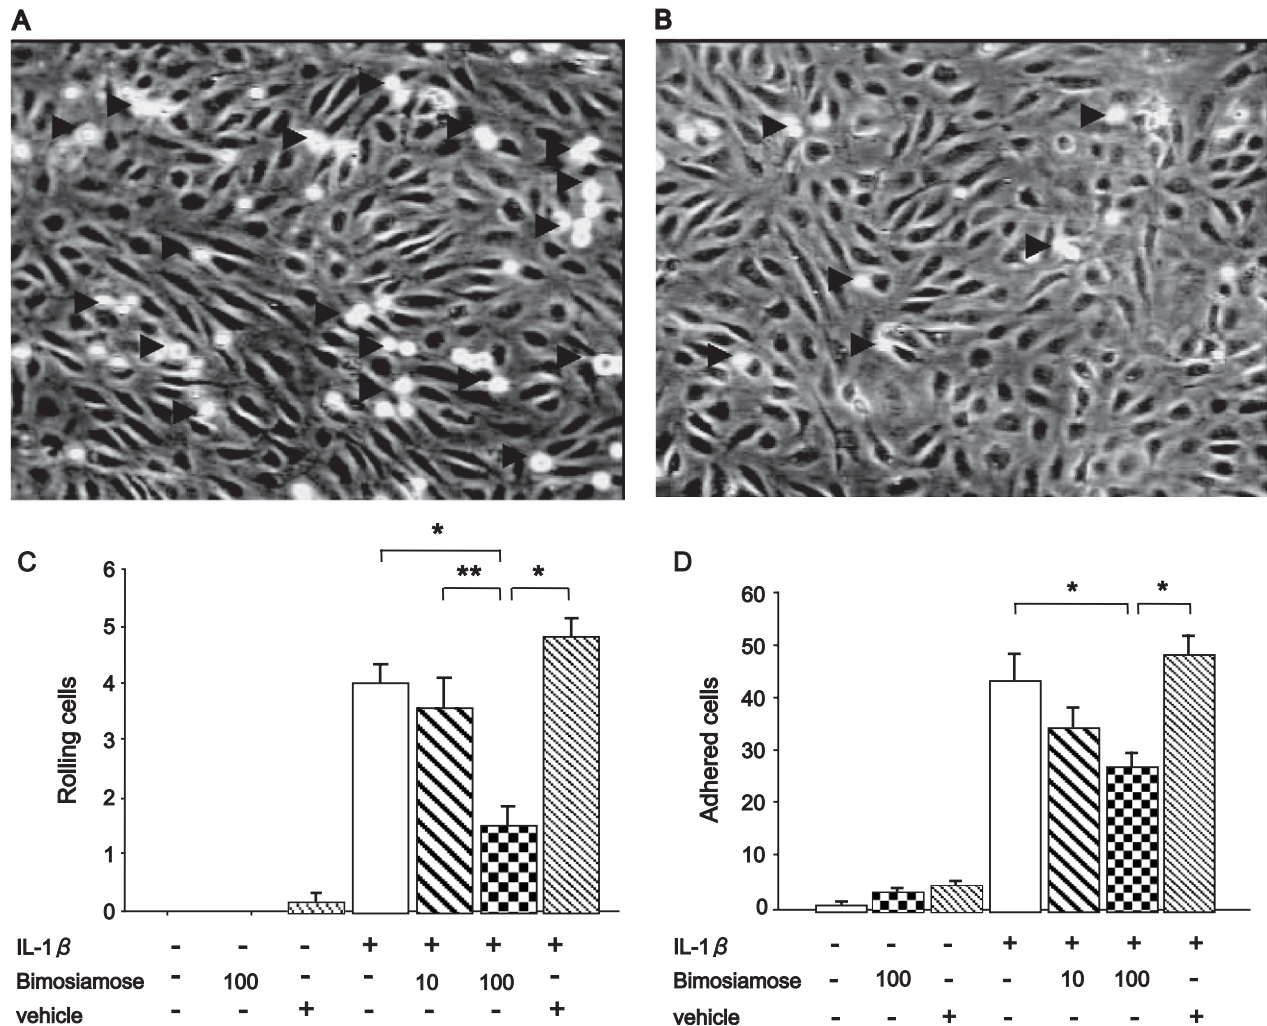 A
B
C
*
** *
6
5
4
3
2
1
0
Rolling cells
IL-1β - - - + + + +
Bimosiamose - 100 - - 10 100 -
vehicle - - + - - - +
D
* *
60
50
40
30
20
10
0
Adhered cells
IL-1β - - - + + + +
Bimosiamose - 100 - - 10 100 -
vehicle - - + - - - +